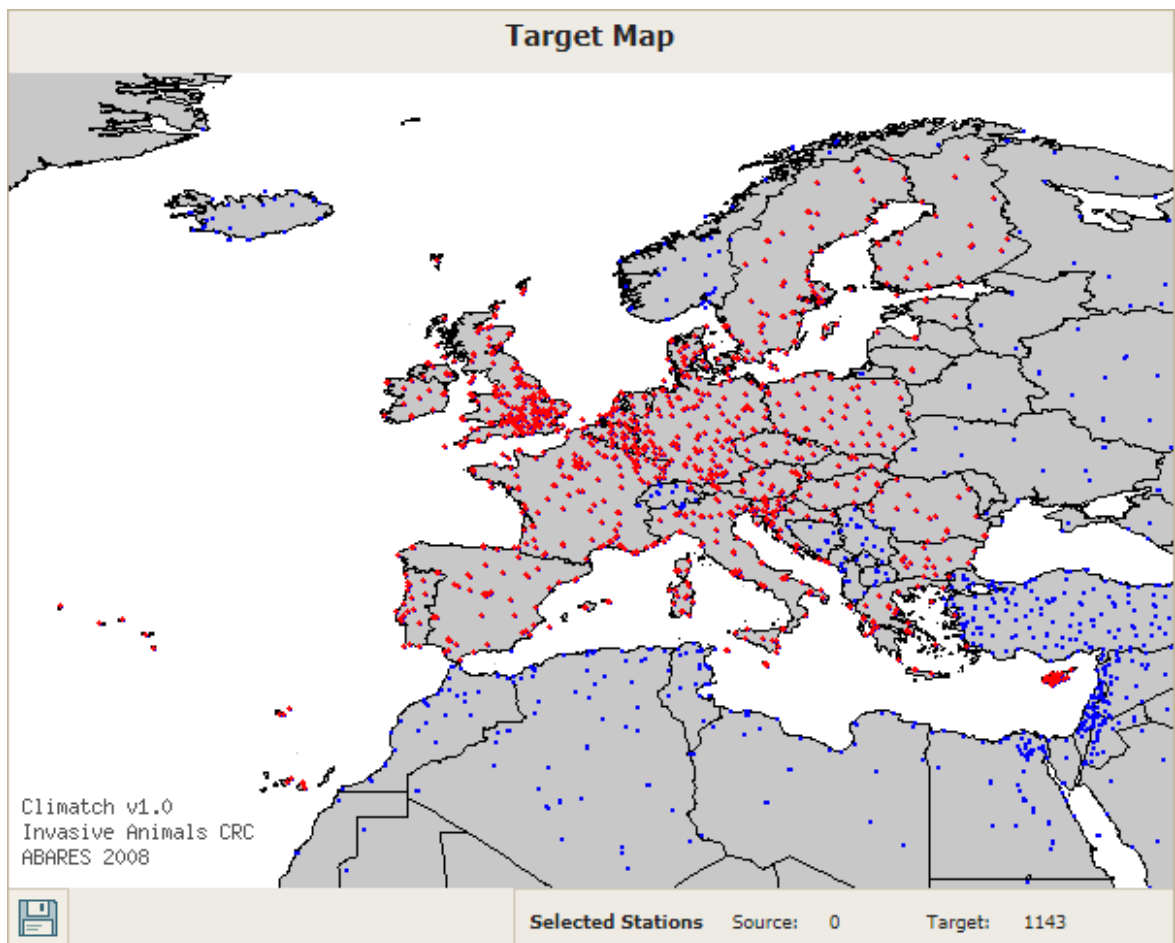 Target Map
Climatch v1.0
Invasive Animals CRC
ABARES 2008
Selected Stations Source: 0 Target: 1143